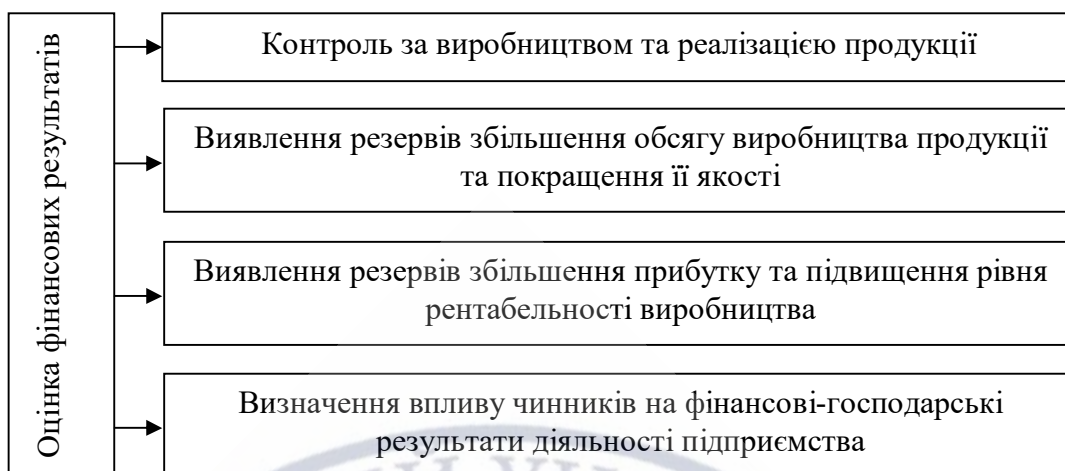 Оцінка фінансових результатів
Контроль за виробництвом та реалізацією продукції
Виявлення резервів збільшення обсягу виробництва продукції
та покращення її якості
Виявлення резервів збільшення прибутку та підвищення рівня
рентабельності виробництва
Визначення впливу чинників на фінансові-господарські
результати діяльності підприємства